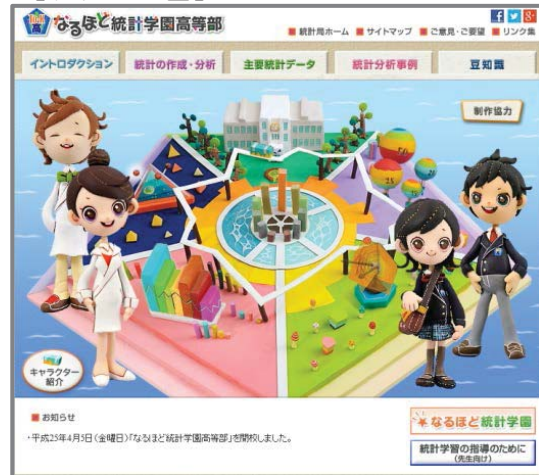 なるほど統計学園高等部
統計局ホーム サイトマップ ご意見・ご要望 リンク集
イントロダクション 統計の作成・分析 主要統計データ 統計分析事例 豆知識
制作協力
キャラクター
紹介
お知らせ
・平成25年4月5日(金曜日)「なるほど統計学園高等部」を開校しました。
なるほど統計学園
統計学習の指導のために
(先生向け)